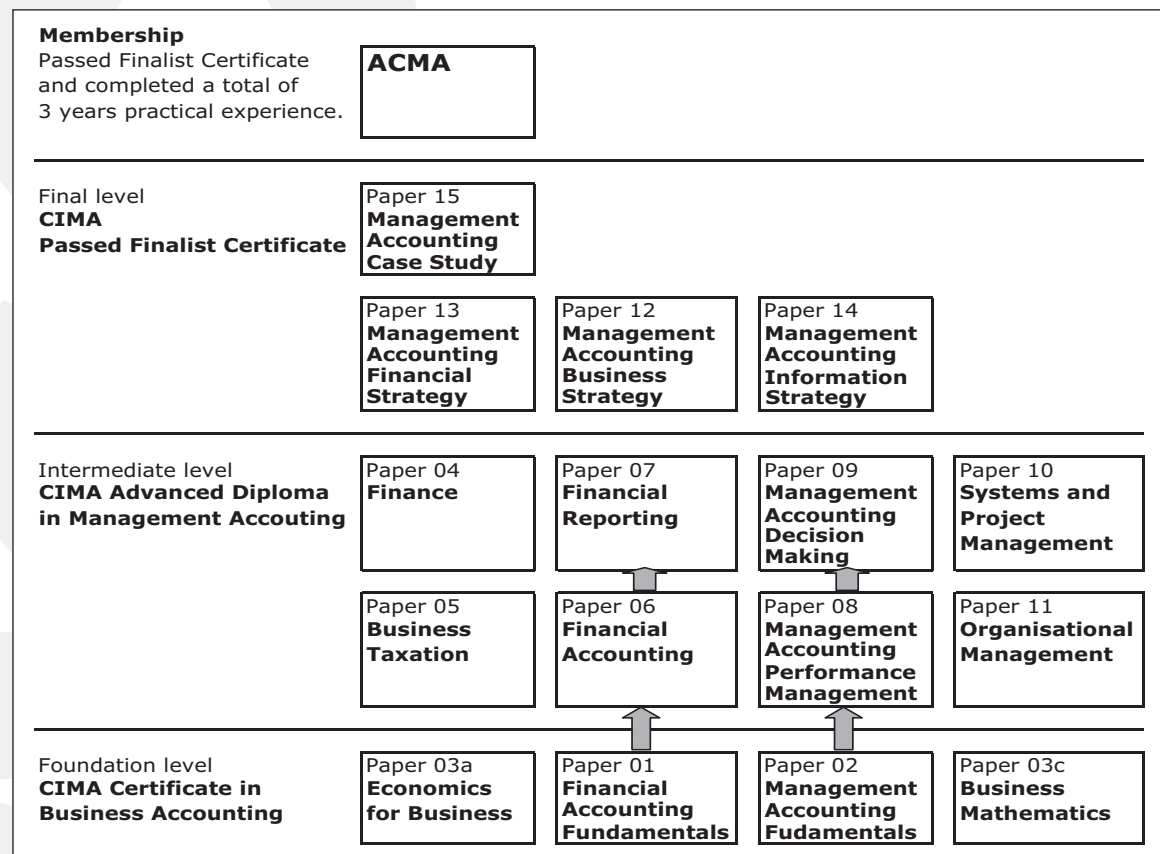 Membership
Passed Finalist Certificate
and completed a total of
3 years practical experience.
ACMA
Final level
CIMA
Passed Finalist Certificate
Paper 15
Management
Accounting
Case Study
Paper 13
Management
Accounting
Financial
Strategy
Paper 12
Management
Accounting
Business
Strategy
Paper 14
Management
Accounting
Information
Strategy
Intermediate level
CIMA Advanced Diploma
in Management Accouting
Paper 04
Finance
Paper 07
Financial
Reporting
Paper 09
Management
Accounting
Decision
Making
Paper 10
Systems and
Project
Management
Paper 05
Business
Taxation
Paper 06
Financial
Accounting
Paper 08
Management
Accounting
Performance
Management
Paper 11
Organisational
Management
Foundation level
CIMA Certificate in
Business Accounting
Paper 03a
Economics
for Business
Paper 01
Financial
Accounting
Fundamentals
Paper 02
Management
Accounting
Fudamentals
Paper 03c
Business
Mathematics